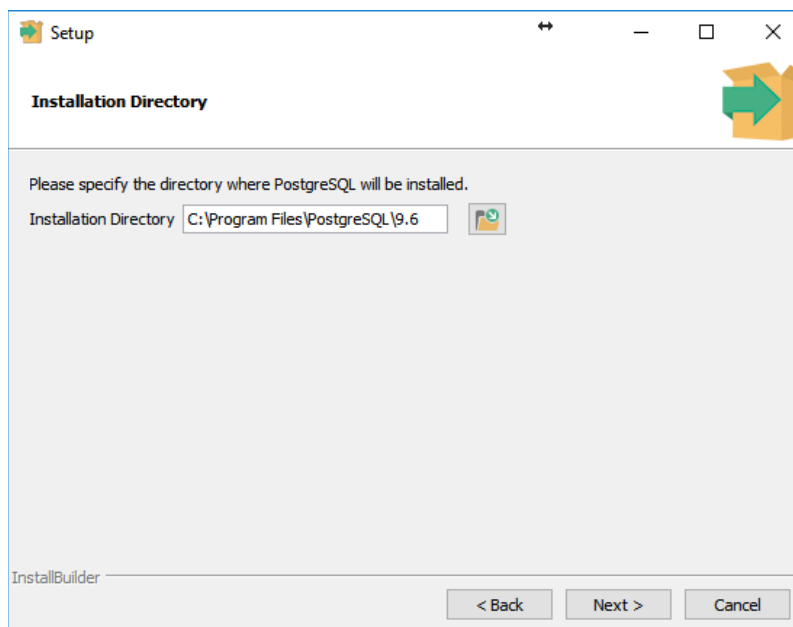 Setup
Installation Directory
Please specify the directory where PostgreSQL will be installed.
Installation Directory C:\Program Files\PostgreSQL\9.6
InstallBuilder
< Back Next > Cancel